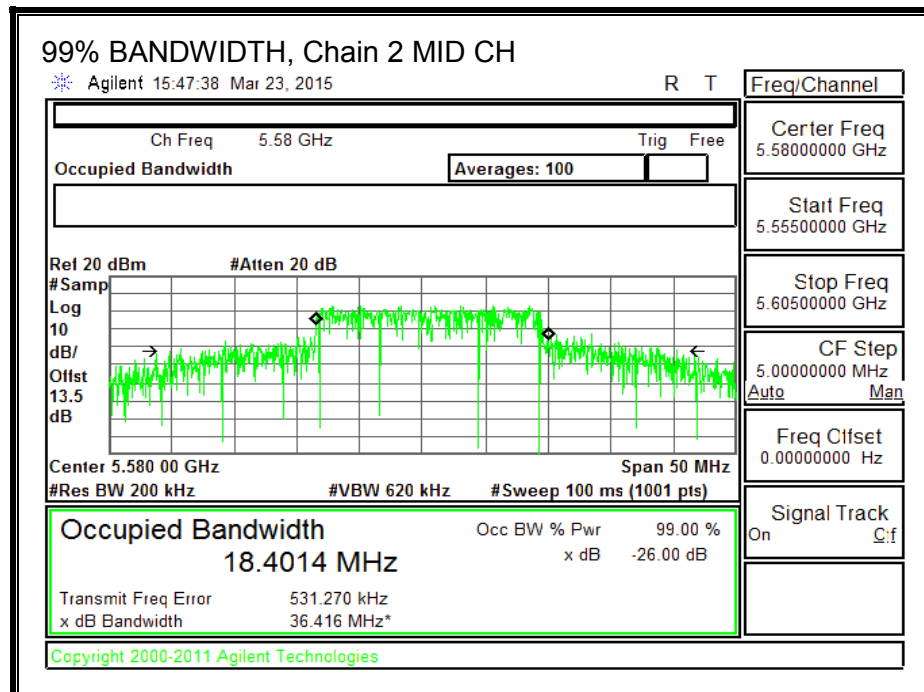 99% BANDWIDTH, Chain 2 MID CH
Agilent 15:47:38 Mar 23, 2015 R T
Freq/Channel
Ch Freq 5.58 GHz Trig Free
Occupied Bandwidth Averages: 100
Center Freq
5.58000000 GHz
Start Freq
5.55500000 GHz
Stop Freq
5.60500000 GHz
CF Step
5.00000000 MHz
Auto Man
Freq Offset
0.00000000 Hz
Signal Track
On Off
Ref 20 dBm #Atten 20 dB
#Samp
Log
10
dB/
Offst
13.5
dB
Center 5.580 00 GHz Span 50 MHz
#Res BW 200 kHz #VBW 620 kHz #Sweep 100 ms (1001 pts)
Occupied Bandwidth Occ BW % Pwr 99.00 %
18.4014 MHz x dB -26.00 dB
Transmit Freq Error 531.270 kHz
x dB Bandwidth 36.416 MHz*
Copyright 2000-2011 Agilent Technologies